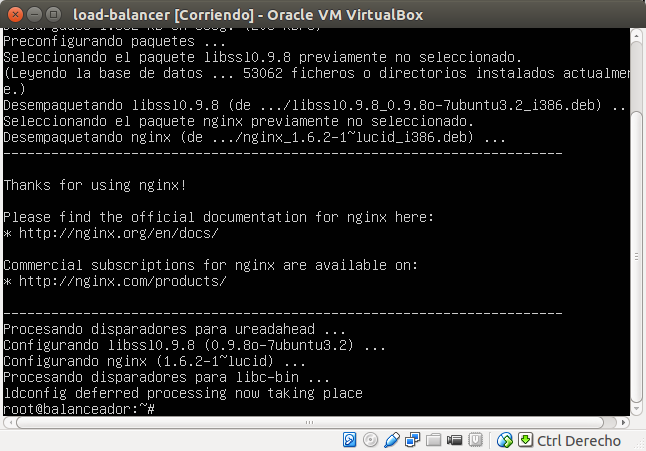 load-balancer [Corriendo] - Oracle VM VirtualBox
Preconfigurando paquetes ...
Seleccionando el paquete libssl0.9.8 previamente no seleccionado.
(Leyendo la base de datos ... 53062 ficheros o directorios instalados actualmen
e.)
Desempaquetando libssl0.9.8 (de .../libssl0.9.8_0.9.8o-7ubuntu3.2_i386.deb) ..
Seleccionando el paquete nginx previamente no seleccionado.
Desempaquetando nginx (de .../nginx_1.6.2-1~lucid_i386.deb) ...
----------------------------------------------------------------------
Thanks for using nginx!
Please find the official documentation for nginx here:
* http://nginx.org/en/docs/
Commercial subscriptions for nginx are available on:
* http://nginx.com/products/
----------------------------------------------------------------------
Procesando disparadores para ureadahead ...
Configurando libssl0.9.8 (0.9.8o-7ubuntu3.2) ...
Configurando nginx (1.6.2-1~lucid) ...
Procesando disparadores para libc-bin ...
ldconfig deferred processing now taking place
root@balanceador:~#
Ctrl Derecho